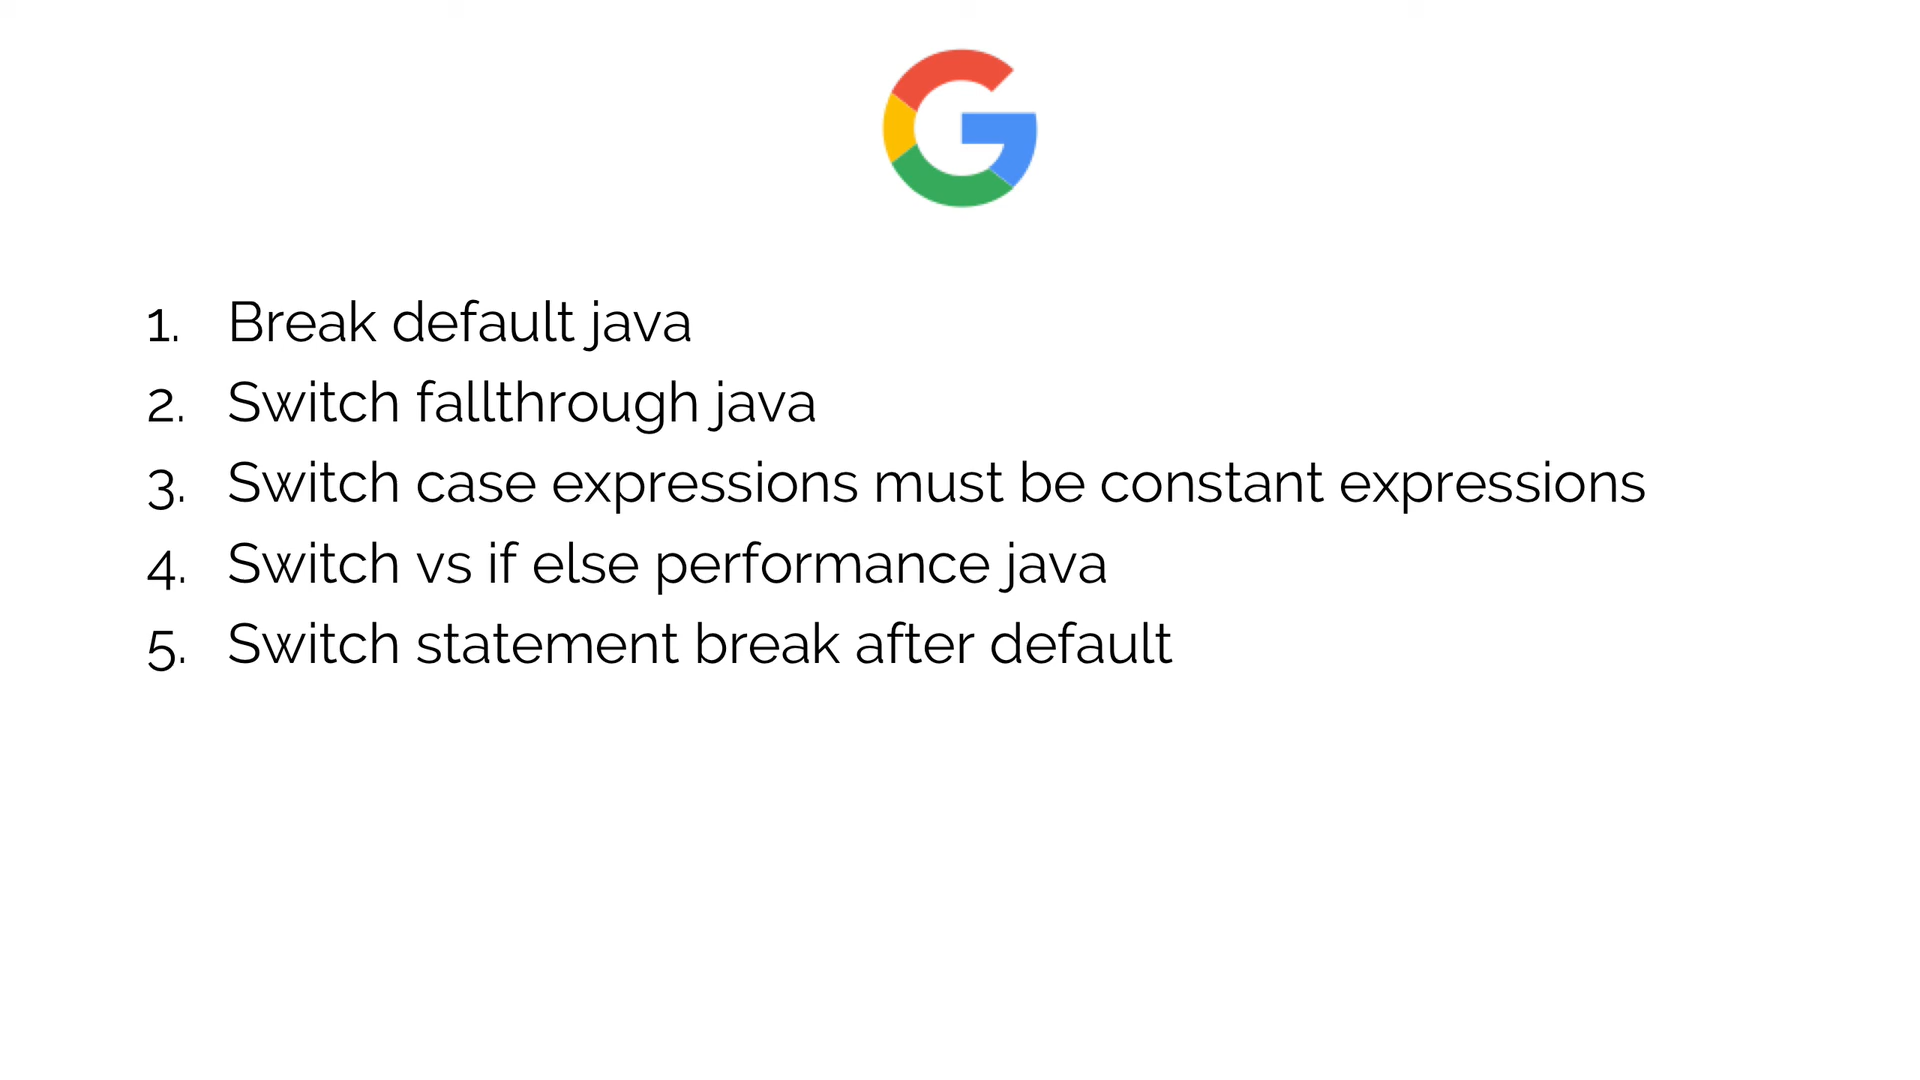 1. Break default java
2. Switch fallthrough java
3. Switch case expressions must be constant expressions
4. Switch vs if else performance java
5. Switch statement break after default